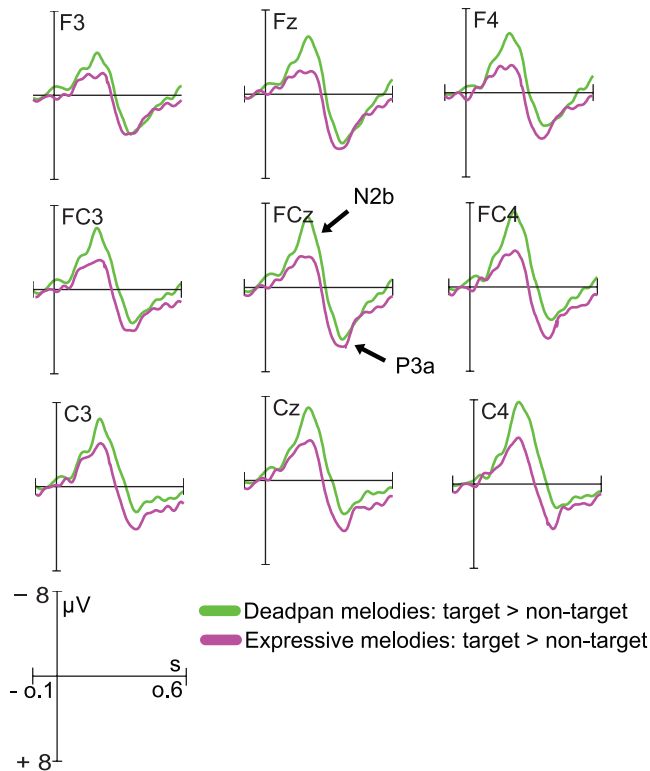 F3 Fz F4
FC3 FCz FC4
N2b
P3a
C3 Cz C4
– 8
µV
Deadpan melodies: target > non-target
Expressive melodies: target > non-target
s
- 0.1 0.6
+ 8